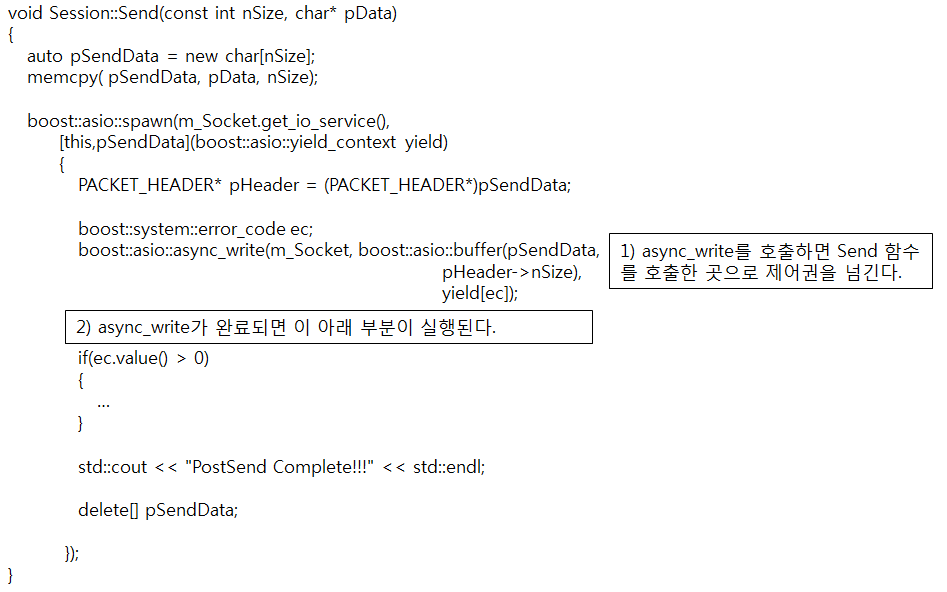 void Session::Send(const int nSize, char* pData)
{
auto pSendData = new char[nSize];
memcpy( pSendData, pData, nSize);
boost::asio::spawn(m_Socket.get_io_service(),
[this,pSendData](boost::asio::yield_context yield)
{
PACKET_HEADER* pHeader = (PACKET_HEADER*)pSendData;
boost::system::error_code ec;
boost::asio::async_write(m_Socket, boost::asio::buffer(pSendData,
pHeader->nSize),
yield[ec]);
1) async_write를 호출하면 Send 함수
를 호출한 곳으로 제어권을 넘긴다.
2) async_write가 완료되면 이 아래 부분이 실행된다.
if(ec.value() > 0)
{
...
}
std::cout << "PostSend Complete!!!" << std::endl;
delete[] pSendData;
});
}